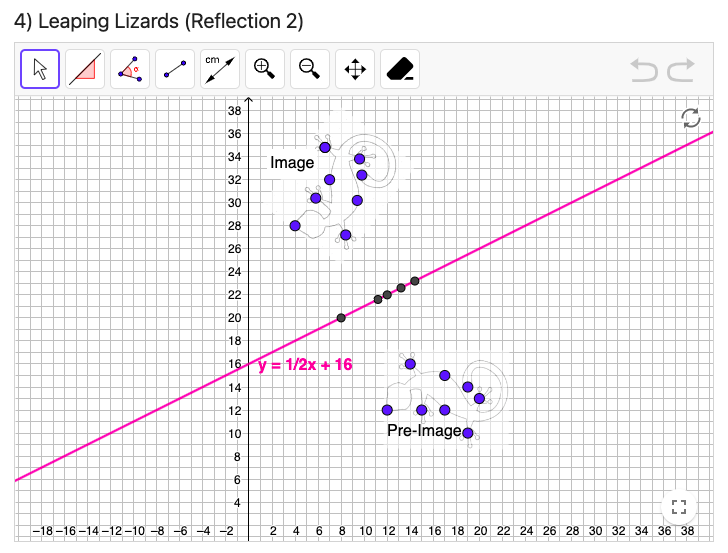 4) Leaping Lizards (Reflection 2)
cm
α
38
36
34
Image
32
30
28
26
24
22
20
18
16
y = 1/2x + 16
14
12
Pre-Image
10
8
6
4
−18 −16 −14 −12 −10 −8 −6 −4 −2 2 4 6 8 10 12 14 16 18 20 22 24 26 28 30 32 34 36 38